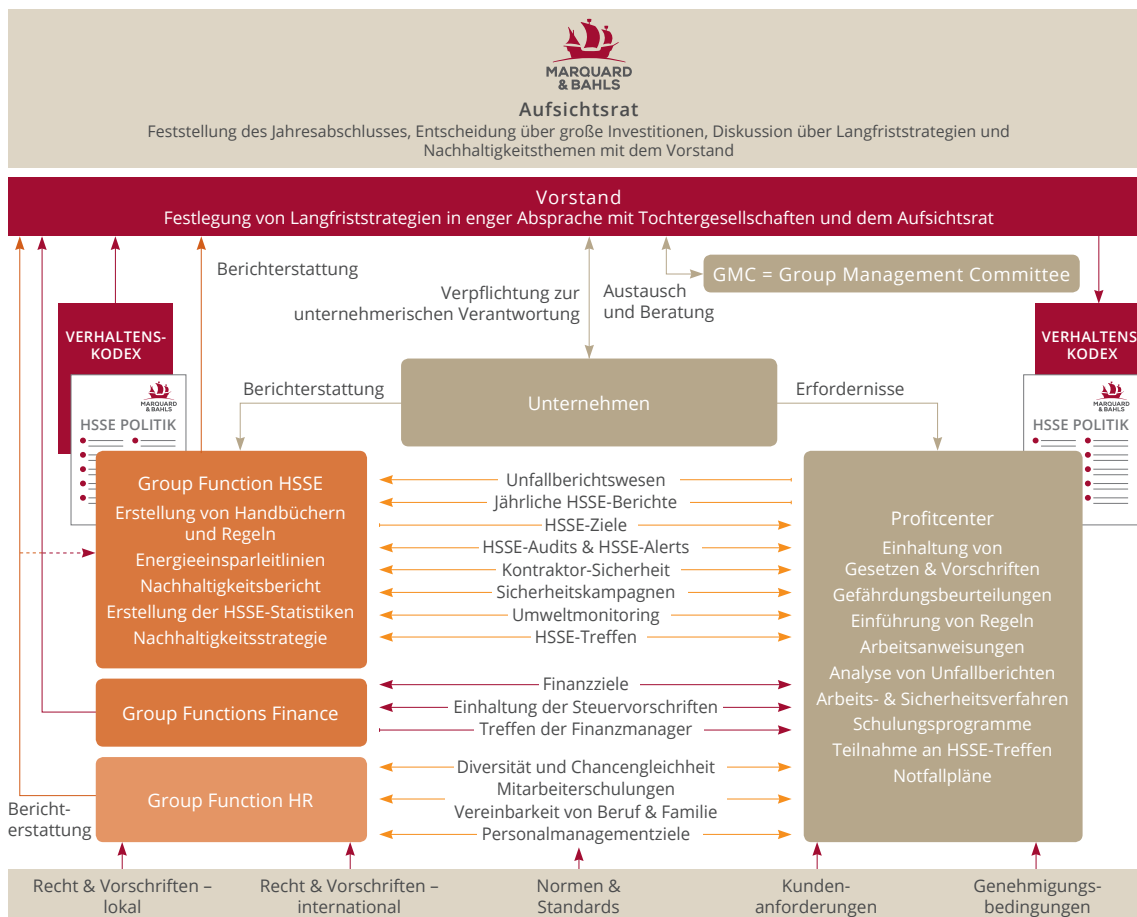 MARQUARD
& BAHLS
Aufsichtsrat
Feststellung des Jahresabschlusses, Entscheidung über große Investitionen, Diskussion über Langfriststrategien und
Nachhaltigkeitsthemen mit dem Vorstand
Vorstand
Festlegung von Langfriststrategien in enger Absprache mit Tochtergesellschaften und dem Aufsichtsrat
Berichterstattung
Verpflichtung zur
unternehmerischen Verantwortung
Austausch
und Beratung
GMC = Group Management Committee
VERHALTENS-
KODEX
MARQUARD
& BAHLS
HSSE POLITIK
VERHALTENS
KODEX
MARQUARD
& BAHLS
HSSE POLITIK
Berichterstattung
Unternehmen
Erfordernisse
Group Function HSSE
Erstellung von Handbüchern
und Regeln
Energieeinsparleitlinien
Nachhaltigkeitsbericht
Erstellung der HSSE-Statistiken
Nachhaltigkeitsstrategie
Unfallberichtswesen
Jährliche HSSE-Berichte
HSSE-Ziele
HSSE-Audits & HSSE-Alerts
Kontraktor-Sicherheit
Sicherheitskampagnen
Umweltmonitoring
HSSE-Treffen
Profitcenter
Einhaltung von
Gesetzen & Vorschriften
Gefährdungsbeurteilungen
Einführung von Regeln
Arbeitsanweisungen
Analyse von Unfallberichten
Arbeits- & Sicherheitsverfahren
Schulungsprogramme
Teilnahme an HSSE-Treffen
Notfallpläne
Group Functions Finance
Finanzziele
Einhaltung der Steuervorschriften
Treffen der Finanzmanager
Group Function HR
Diversität und Chancengleichheit
Mitarbeiterschulungen
Vereinbarkeit von Beruf & Familie
Personalmanagementziele
Bericht-
erstattung
Recht & Vorschriften –
lokal
Recht & Vorschriften –
international
Normen &
Standards
Kunden-
anforderungen
Genehmigungs-
bedingungen